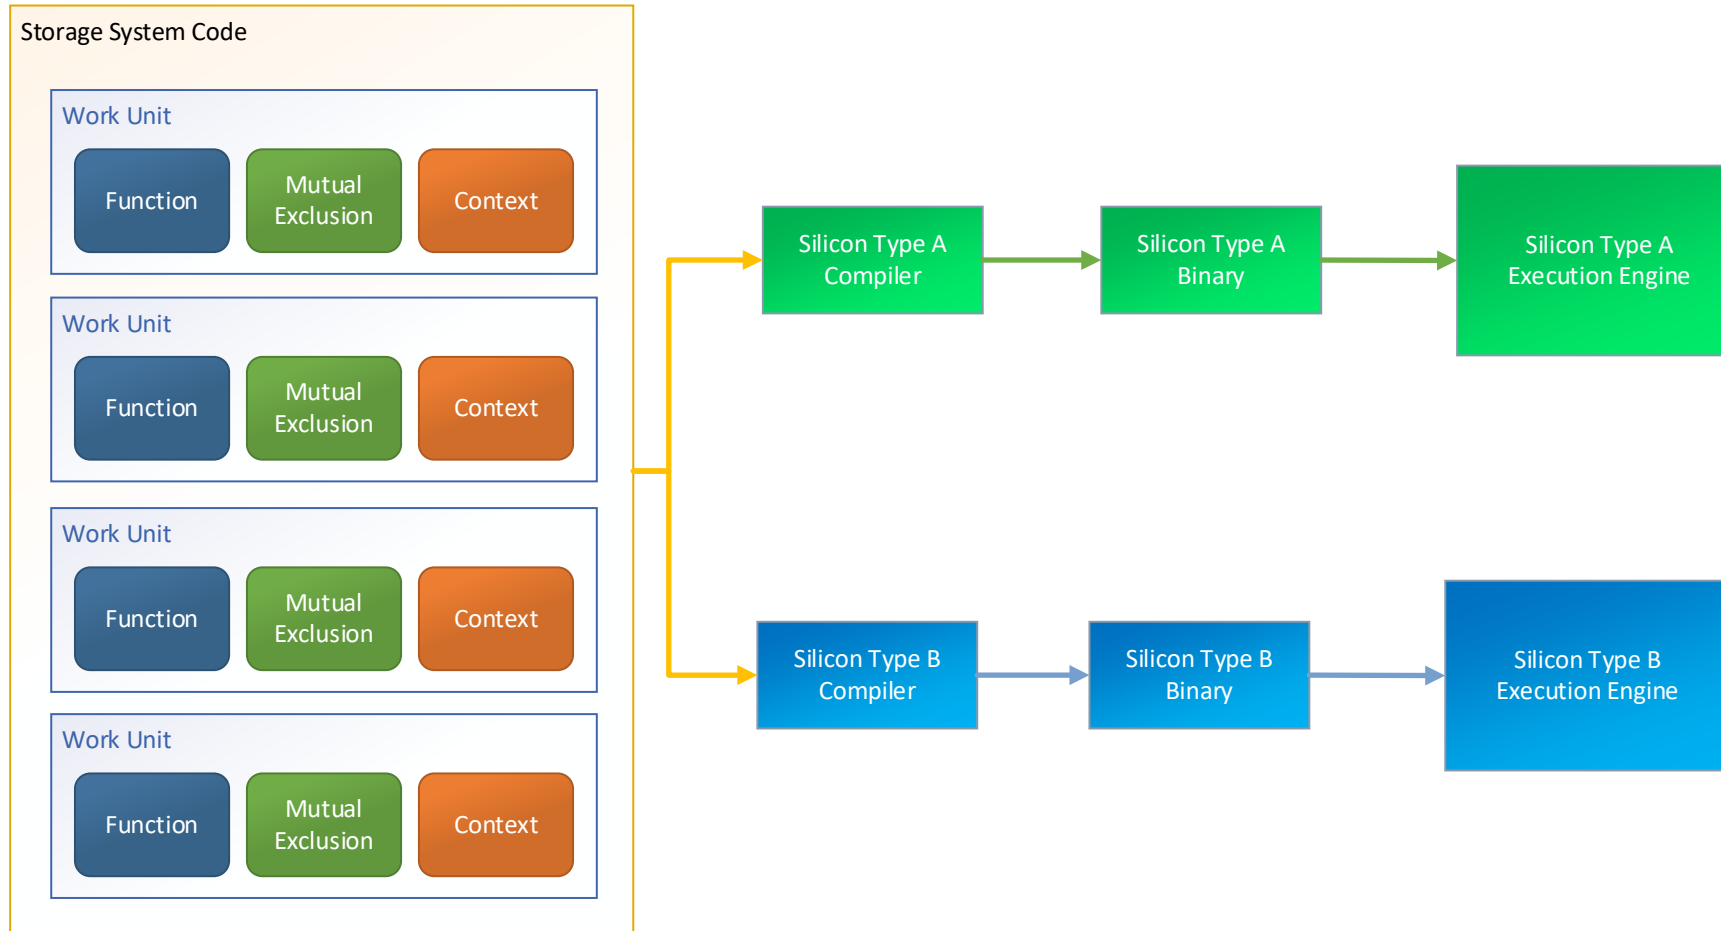 Storage System Code
Work Unit
Function
Mutual
Exclusion
Context
Work Unit
Function
Mutual
Exclusion
Context
Work Unit
Function
Mutual
Exclusion
Context
Work Unit
Function
Mutual
Exclusion
Context
Silicon Type A
Compiler
Silicon Type A
Binary
Silicon Type A
Execution Engine
Silicon Type B
Compiler
Silicon Type B
Binary
Silicon Type B
Execution Engine